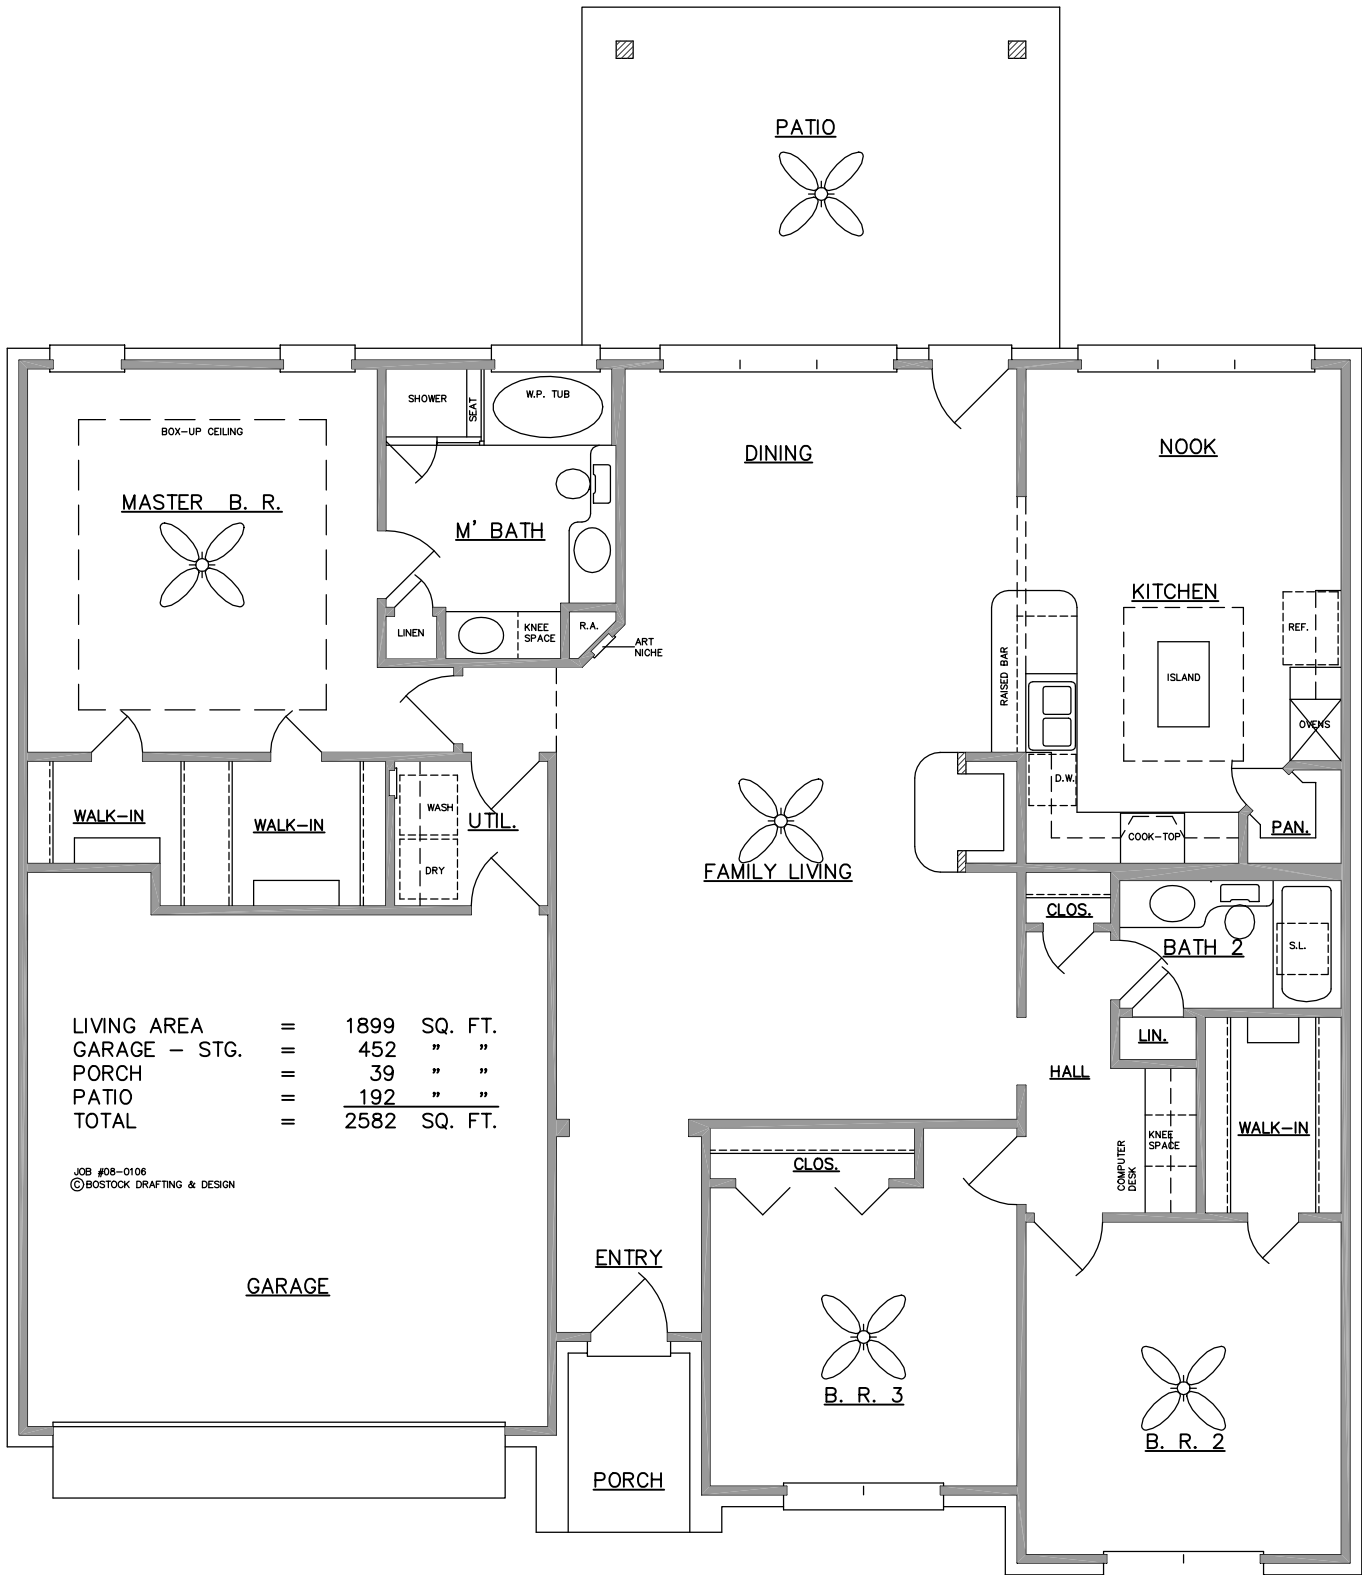 PATIO
SHOWER
SEAT
W.P. TUB
BOX-UP CEILING
DINING
NOOK
MASTER B. R.
M' BATH
KITCHEN
LINEN
KNEE
SPACE
R.A.
ART
NICHE
REF.
RAISED BAR
ISLAND
OVENS
D.W.
WALK-IN
WALK-IN
WASH
UTIL.
DRY
COOK-TOP
PAN.
FAMILY LIVING
CLOS.
BATH 2
S.L.
LIVING AREA = 1899 SQ. FT.
GARAGE - STG. = 452 " "
PORCH = 39 " "
PATIO = 192 " "
TOTAL = 2582 SQ. FT.
LIN.
HALL
JOB #08-0106
© BOSTOCK DRAFTING & DESIGN
KNEE
SPACE
WALK-IN
CLOS.
COMPUTER
DESK
ENTRY
GARAGE
B. R. 3
B. R. 2
PORCH